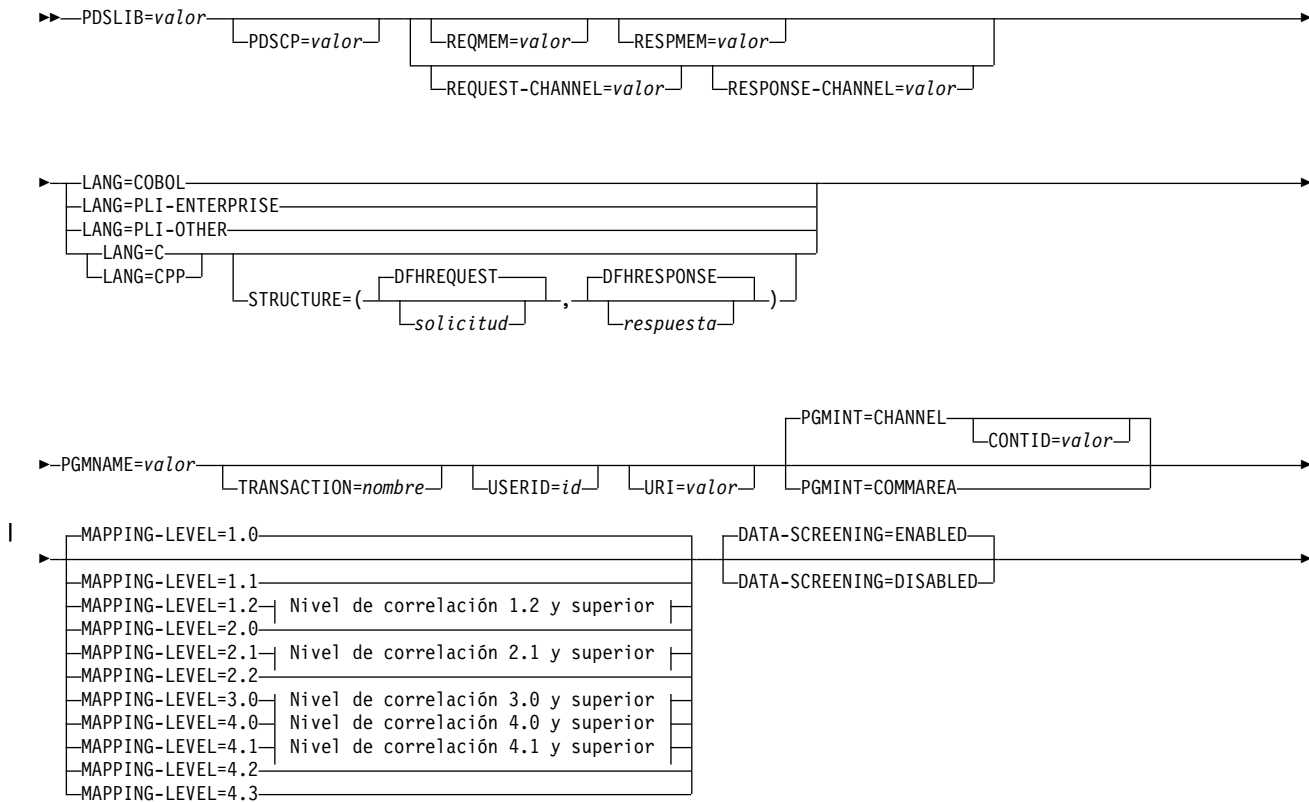 PDSLIB=valor
PDSCP=valor
REQMEM=valor
RESPMEM=valor
REQUEST-CHANNEL=valor
RESPONSE-CHANNEL=valor
LANG=COBOL
LANG=PLI-ENTERPRISE
LANG=PLI-OTHER
LANG=C
LANG=CPP
STRUCTURE=(
DFHREQUEST
solicitud
,
DFHRESPONSE
respuesta
)
PGMNAME=valor
TRANSACTION=nombre
USERID=id
URI=valor
PGMINT=CHANNEL
CONTID=valor
PGMINT=COMMAREA
MAPPING-LEVEL=1.0
MAPPING-LEVEL=1.1
MAPPING-LEVEL=1.2 Nivel de correlación 1.2 y superior
MAPPING-LEVEL=2.0
MAPPING-LEVEL=2.1 Nivel de correlación 2.1 y superior
MAPPING-LEVEL=2.2
MAPPING-LEVEL=3.0 Nivel de correlación 3.0 y superior
MAPPING-LEVEL=4.0 Nivel de correlación 4.0 y superior
MAPPING-LEVEL=4.1 Nivel de correlación 4.1 y superior
MAPPING-LEVEL=4.2
MAPPING-LEVEL=4.3
DATA-SCREENING=ENABLED
DATA-SCREENING=DISABLED